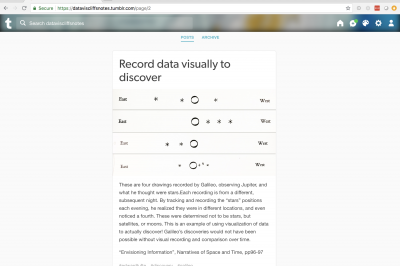 Secure https://dataviscliffsnotes.tumblr.com/page/2
t Search dataviscliffsnotes
POSTS ARCHIVE
Record data visually to
discover
East * * O * West
East O * * * West
East * * O West
East * O * * * West
These are four drawings recorded by Galileo, observing Jupiter, and
what he thought were stars.Each recording is from a different,
subsequent night. By tracking and recording the "stars" positions
each evening, he realized they were in different locations, and even
noticed a fourth. These were determined not to be stars, but
satellites, or moons. This is an example of using visualization of data
to actually discover! Galileo's discoveries would not have been
possible without visual recording and comparison over time.
"Envisioning Information", Narratives of Space and Time, pp96-97